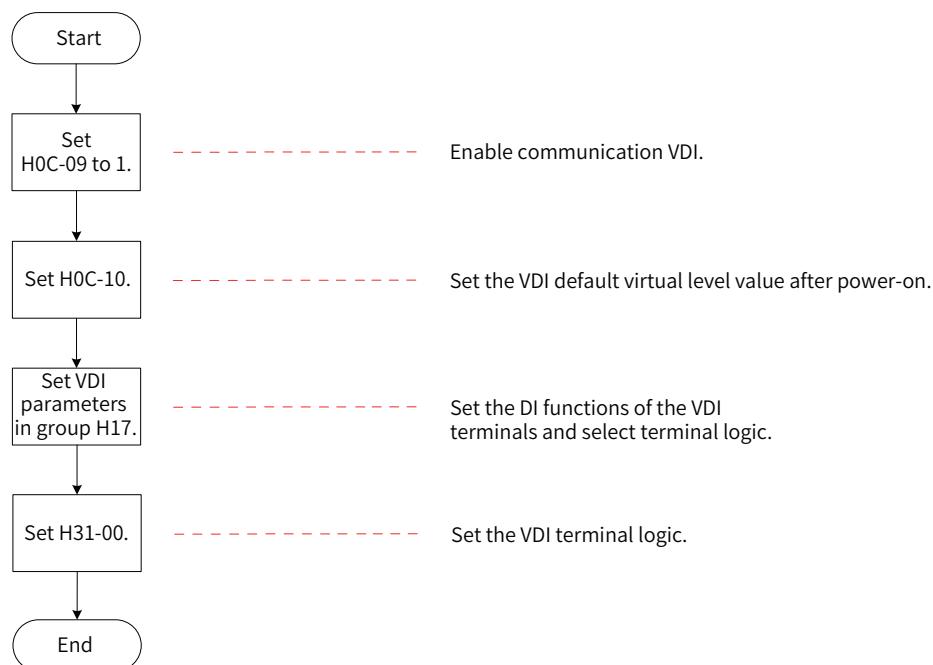 Start
Set
H0C-09 to 1.
Enable communication VDI.
Set H0C-10.
Set the VDI default virtual level value after power-on.
Set VDI
parameters
in group H17.
Set the DI functions of the VDI
terminals and select terminal logic.
Set H31-00.
Set the VDI terminal logic.
End